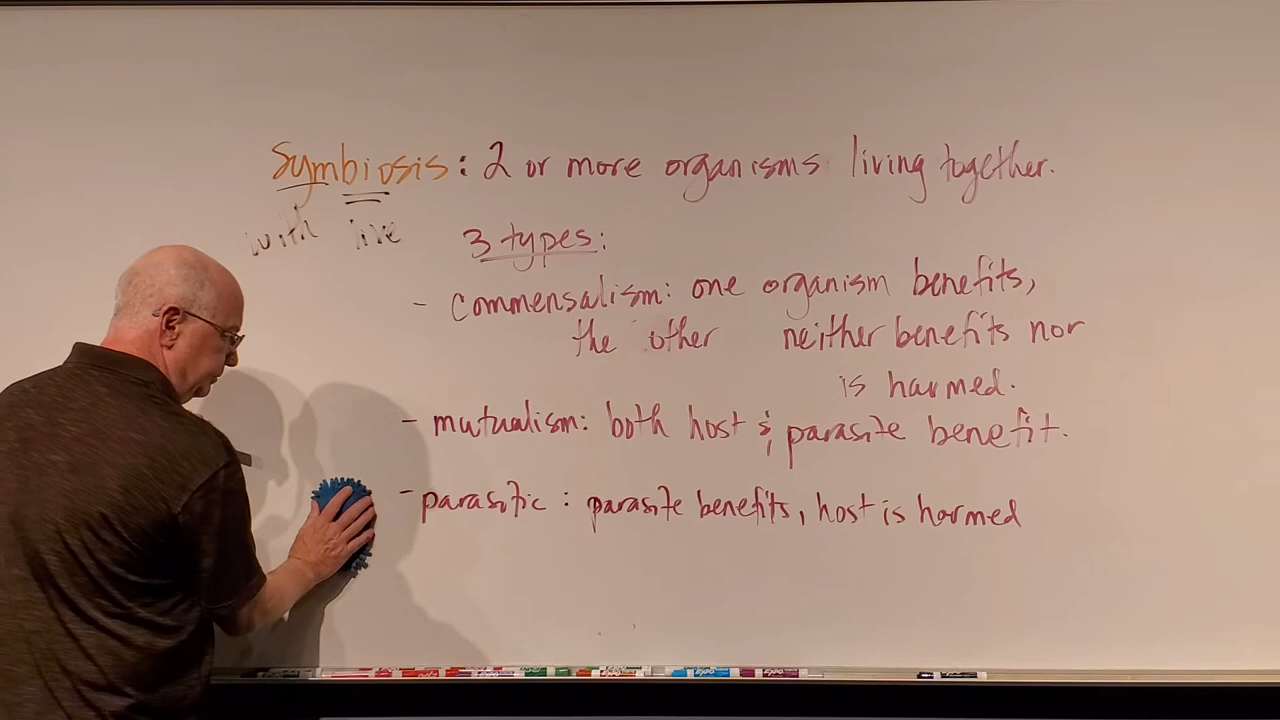 Symbiosis: 2 or more organisms living together.
with live
3 types:
- commensalism: one organism benefits,
the other neither benefits nor
is harmed.
- mutualism: both host & parasite benefit.
- parasitic: parasite benefits, host is harmed